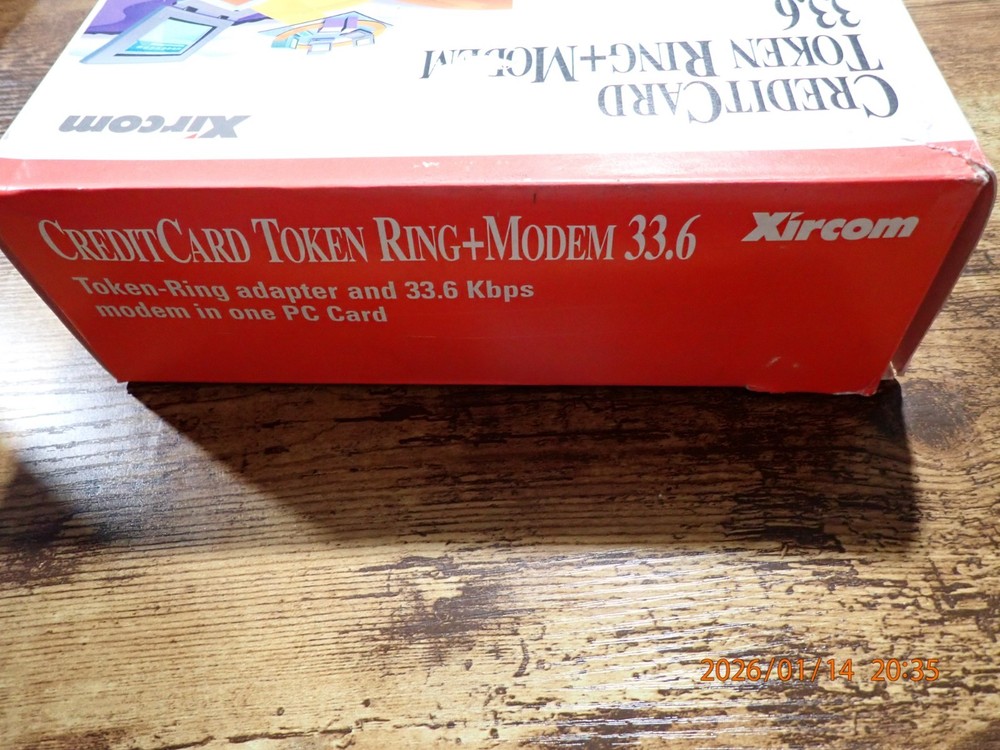 33.6
TOKEN RING+MODEM
CREDITCARD
Xircom
CREDITCARD TOKEN RING+MODEM 33.6
Xircom
Token-Ring adapter and 33.6 Kbps
modem in one PC Card
2026/01/14 20:35